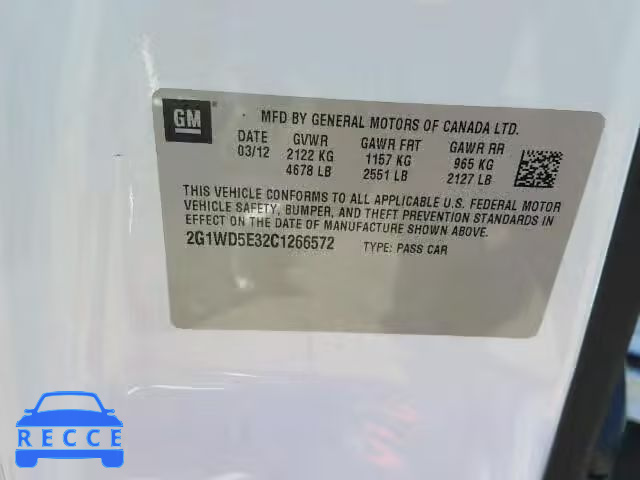 GM
MFD BY GENERAL MOTORS OF CANADA LTD.
DATE GVWR GAWR FRT GAWR RR
03/12 2122 KG 1157 KG 965 KG
4678 LB 2551 LB 2127 LB
THIS VEHICLE CONFORMS TO ALL APPLICABLE U.S. FEDERAL MOTOR
VEHICLE SAFETY, BUMPER, AND THEFT PREVENTION STANDARDS IN
EFFECT ON THE DATE OF MANUFACTURE SHOWN ABOVE.
2G1WD5E32C1266572 TYPE: PASS CAR
RECCE